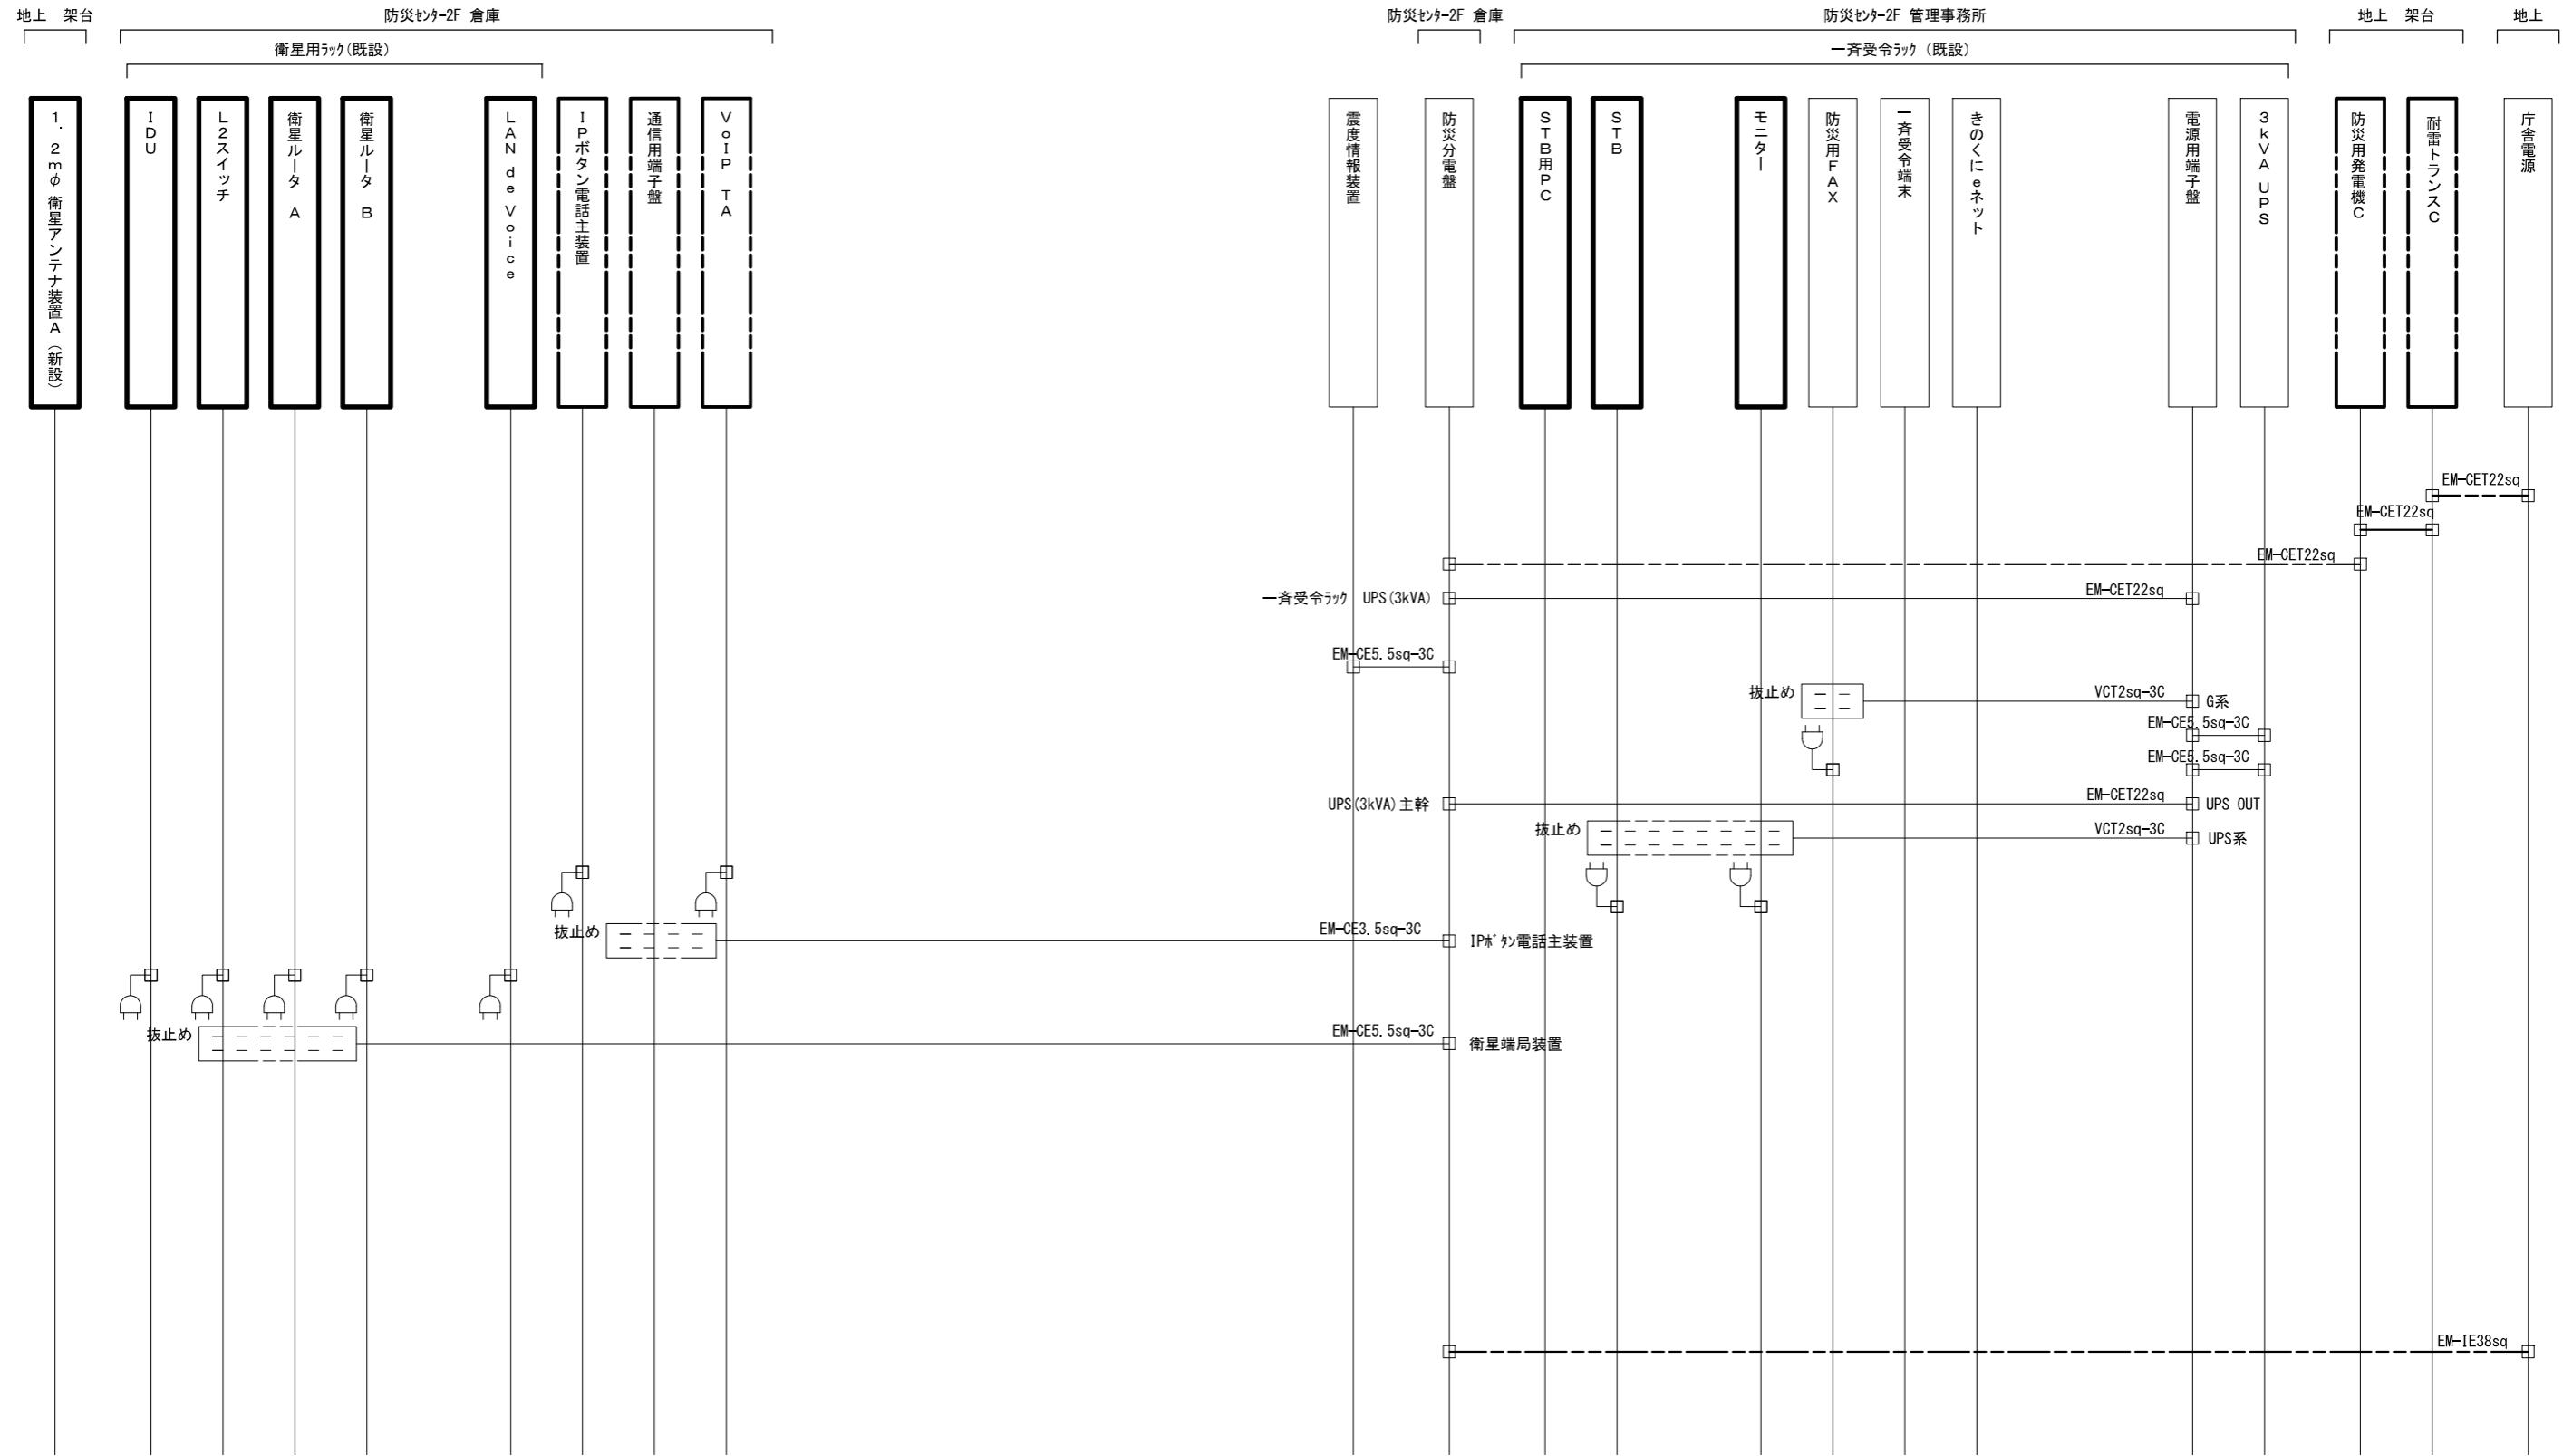 地上　架台
防災ｾﾝﾀｰ2F 倉庫
防災ｾﾝﾀｰ2F 倉庫
防災ｾﾝﾀｰ2F 管理事務所
地上　架台
地上
衛星用ﾗｯｸ(既設)
一斉受令ﾗｯｸ (既設)
１．２ｍφ 衛星アンテナ装置Ａ（新設）
ＩＤＵ
Ｌ２スイッチ
衛星ルータ　Ａ
衛星ルータ　Ｂ
ＬＡＮ ｄｅ Ｖｏｉｃｅ
ＩＰボタン電話主装置
通信用端子盤
ＶｏＩＰ　ＴＡ
震度情報装置
防災分電盤
ＳＴＢ用ＰＣ
ＳＴＢ
モニター
防災用ＦＡＸ
一斉受令端末
きのくにｅネット
電源用端子盤
３ｋＶＡ ＵＰＳ
防災用発電機Ｃ
耐雷トランスＣ
庁舎電源
EM-CET22sq
EM-CET22sq
EM-CET22sq
一斉受令ﾗｯｸ　UPS(3kVA)
EM-CET22sq
EM-CE5.5sq-3C
抜止め
VCT2sq-3C
G系
EM-CE5.5sq-3C
EM-CE5.5sq-3C
UPS(3kVA)主幹
EM-CET22sq
UPS OUT
抜止め
VCT2sq-3C
UPS系
抜止め
EM-CE3.5sq-3C
IPﾎﾞﾀﾝ電話主装置
抜止め
EM-CE5.5sq-3C
衛星端局装置
EM-IE38sq